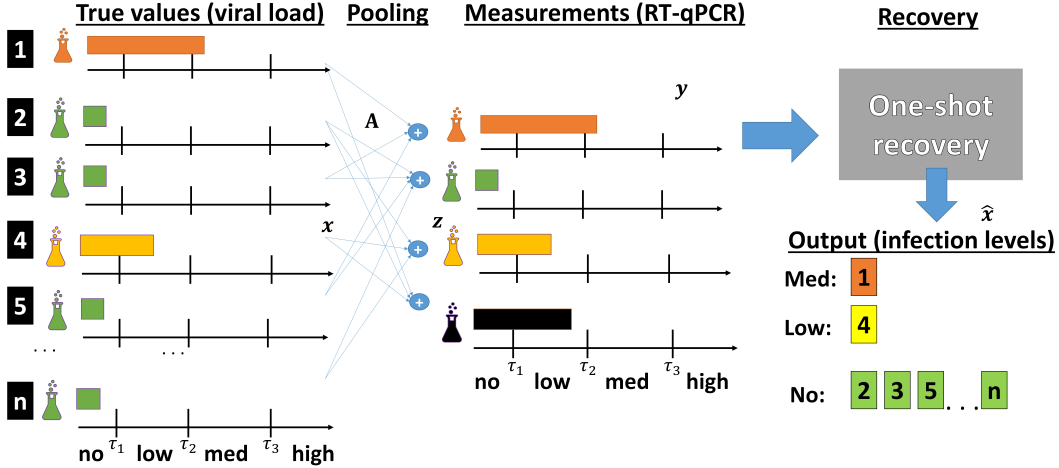 True values (viral load)
Pooling
Measurements (RT-qPCR)
Recovery
1
2
3
4
5
. . .
. . .
n
τ1
τ2
τ3
no low med high
x
A
+
+
+
+
z
y
τ1
τ2
τ3
no low med high
One-shot
recovery
x̂
Output (infection levels)
Med: 1
Low: 4
No: 2 3 5 . . . n